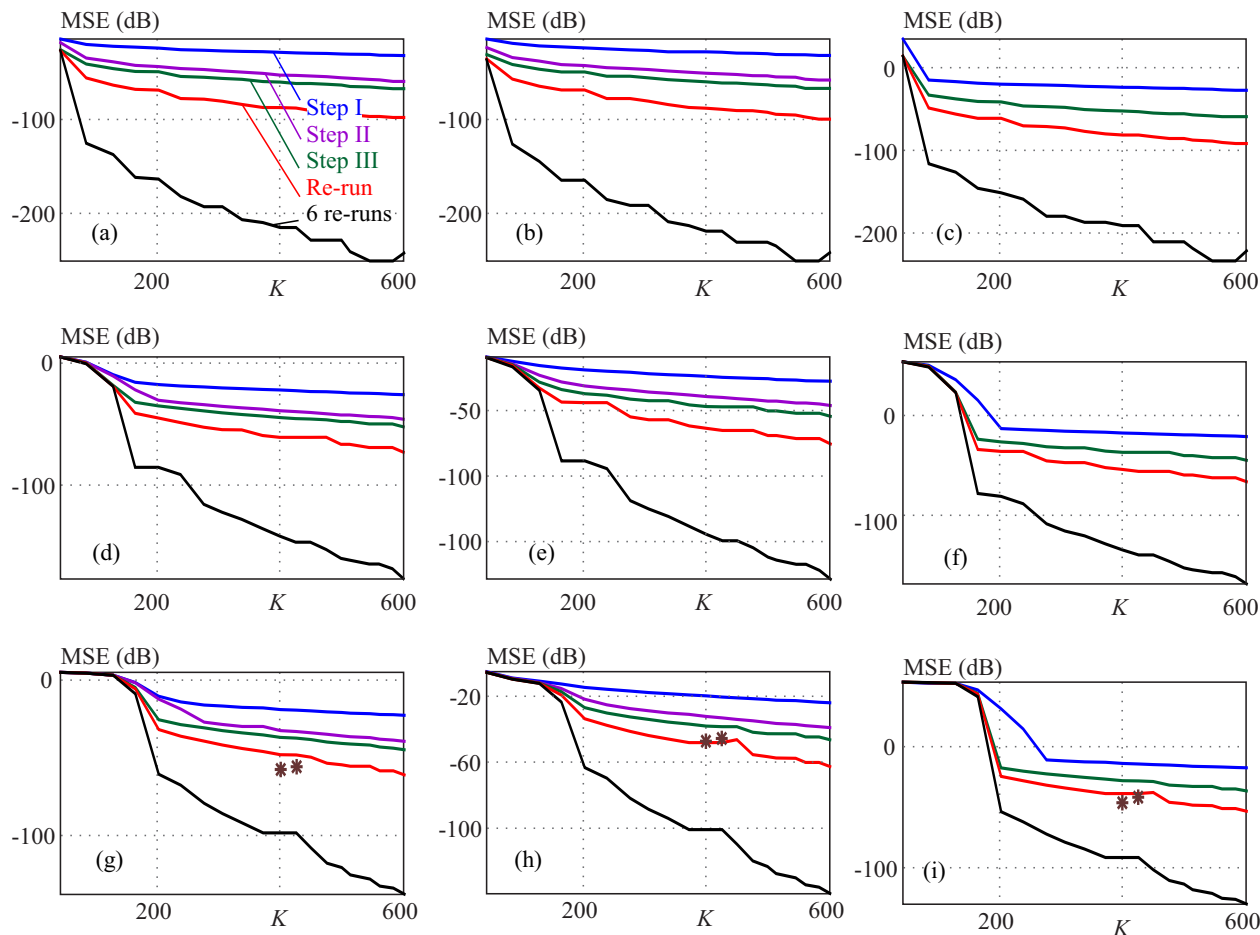 MSE (dB)
-100
-200
Step I
Step II
Step III
Re-run
6 re-runs
(a)
200
K
600
MSE (dB)
-100
-200
(b)
200
K
600
MSE (dB)
0
-100
-200
(c)
200
K
600
MSE (dB)
0
-100
(d)
200
K
600
MSE (dB)
-50
-100
-100
(e)
200
K
600
MSE (dB)
0
-100
(f)
200
K
600
MSE (dB)
0
-100
**
(g)
200
K
600
MSE (dB)
-20
-60
-100
**
(h)
200
K
600
MSE (dB)
0
-100
**
(i)
200
K
600